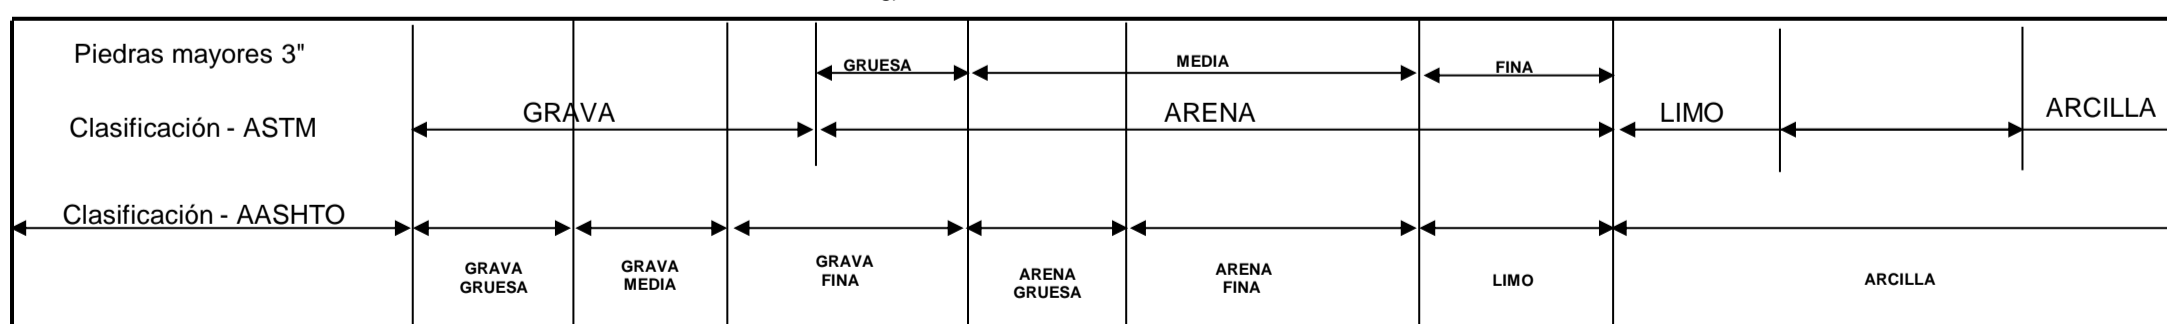 Piedras mayores 3"
GRUESA
MEDIA
FINA
Clasificación - ASTM
GRAVA
ARENA
LIMO
ARCILLA
Clasificación - AASHTO
GRAVA
GRUESA
GRAVA
MEDIA
GRAVA
FINA
ARENA
GRUESA
ARENA
FINA
LIMO
ARCILLA